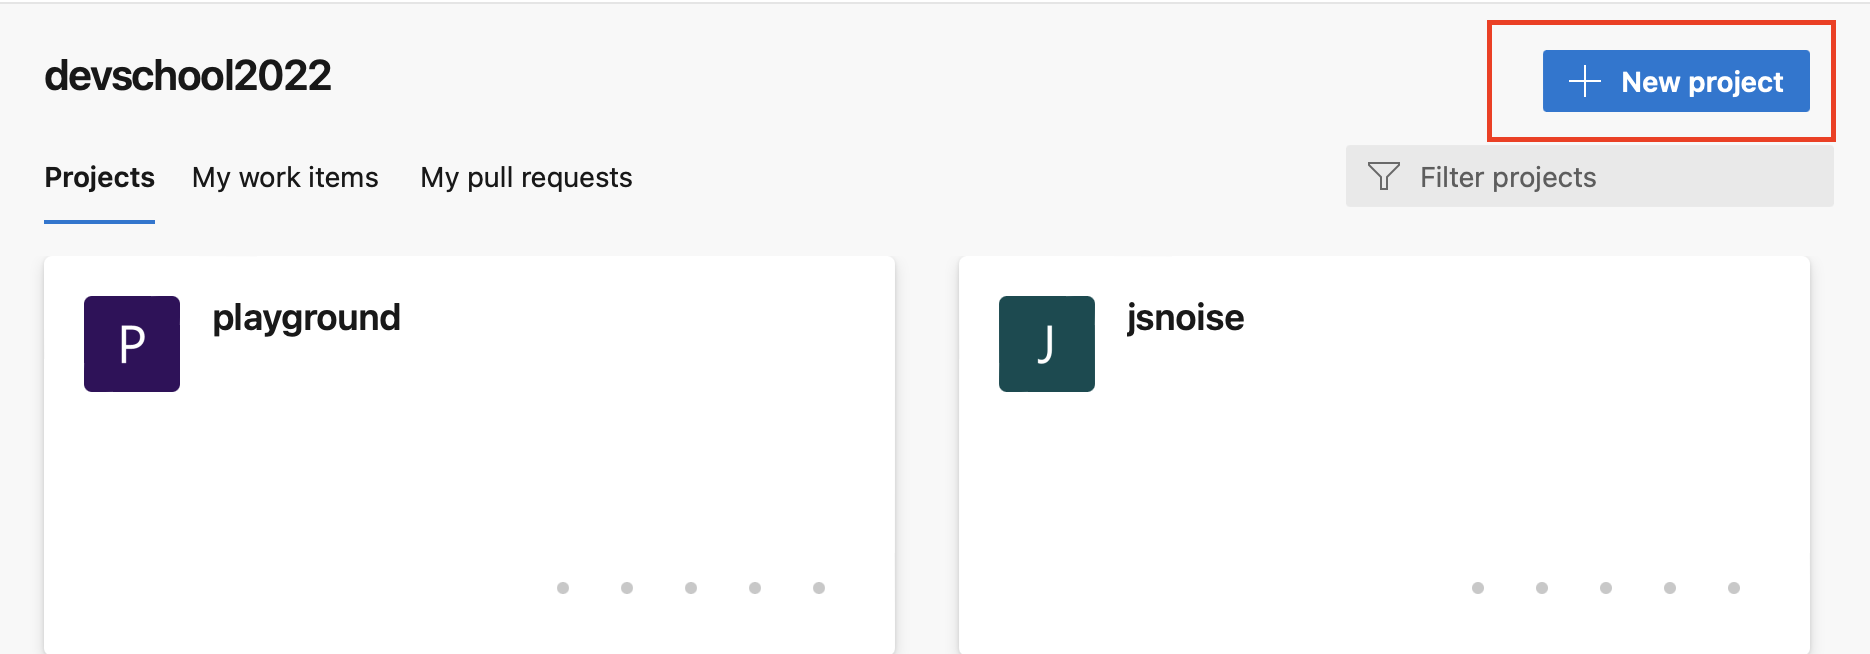 devschool2022
New project
Projects My work items My pull requests
Filter projects
P playground
J jsnoise